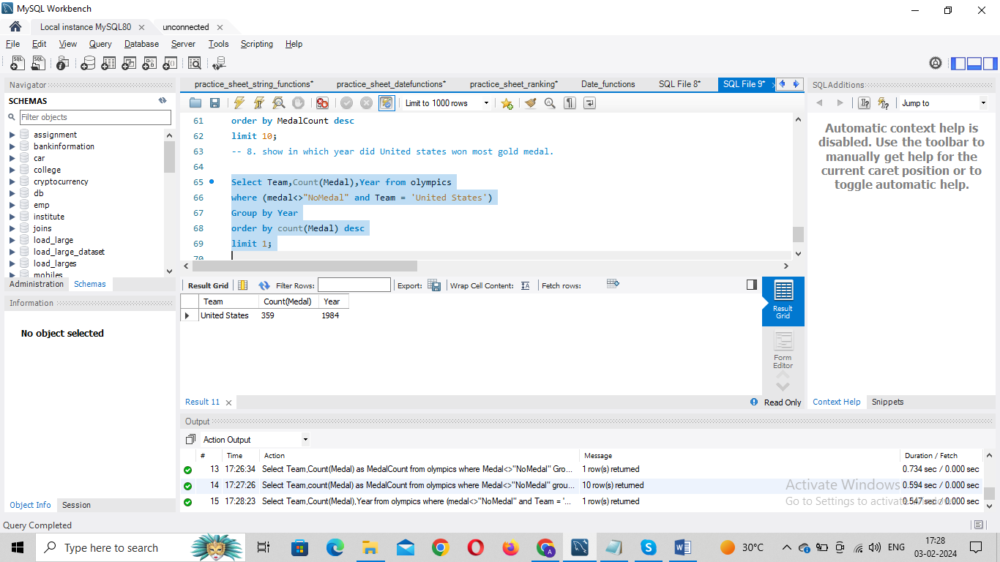 MySQL Workbench
Local instance MySQL80
unconnected
File Edit View Query Database Server Tools Scripting Help
Navigator
SCHEMAS
Filter objects
assignment
bankinformation
car
college
cryptocurrency
db
emp
institute
joins
load_large
load_large_dataset
load_larges
mobiles
Administration Schemas
Information
No object selected
Object Info Session
practice_sheet_string_functions* practice_sheet_datefunctions* practice_sheet_ranking* Date_functions SQL File 8* SQL File 9*
Limit to 1000 rows
61 order by MedalCount desc
62 limit 10;
63 -- 8. show in which year did United states won most gold medal.
64
65 Select Team,Count(Medal),Year from olympics
66 where (medal<>"NoMedal" and Team = 'United States')
67 Group by Year
68 order by count(Medal) desc
69 limit 1;
70
Result Grid Filter Rows: Export: Wrap Cell Content: Fetch rows:
Team Count(Medal) Year
United States 359 1984
Result Grid
Form Editor
Result 11
Read Only
SQLAdditions
Jump to
Automatic context help is
disabled. Use the toolbar to
manually get help for the
current caret position or to
toggle automatic help.
Context Help Snippets
Output
Action Output
# Time Action Message Duration / Fetch
13 17:26:34 Select Team,Count(Medal) as MedalCount from olympics where Medal<>"NoMedal" Gro... 1 row(s) returned 0.734 sec / 0.000 sec
14 17:27:26 Select Team,count(Medal) as MedalCount from olympics where Medal<>"NoMedal" grou... 10 row(s) returned 0.594 sec / 0.000 sec
15 17:28:23 Select Team,Count(Medal),Year from olympics where (medal<>"NoMedal" and Team = '... 1 row(s) returned 0.547 sec / 0.000 sec
Activate Windows
Go to Settings to activate Windows.
Query Completed
Type here to search
30°C
ENG
17:28
03-02-2024